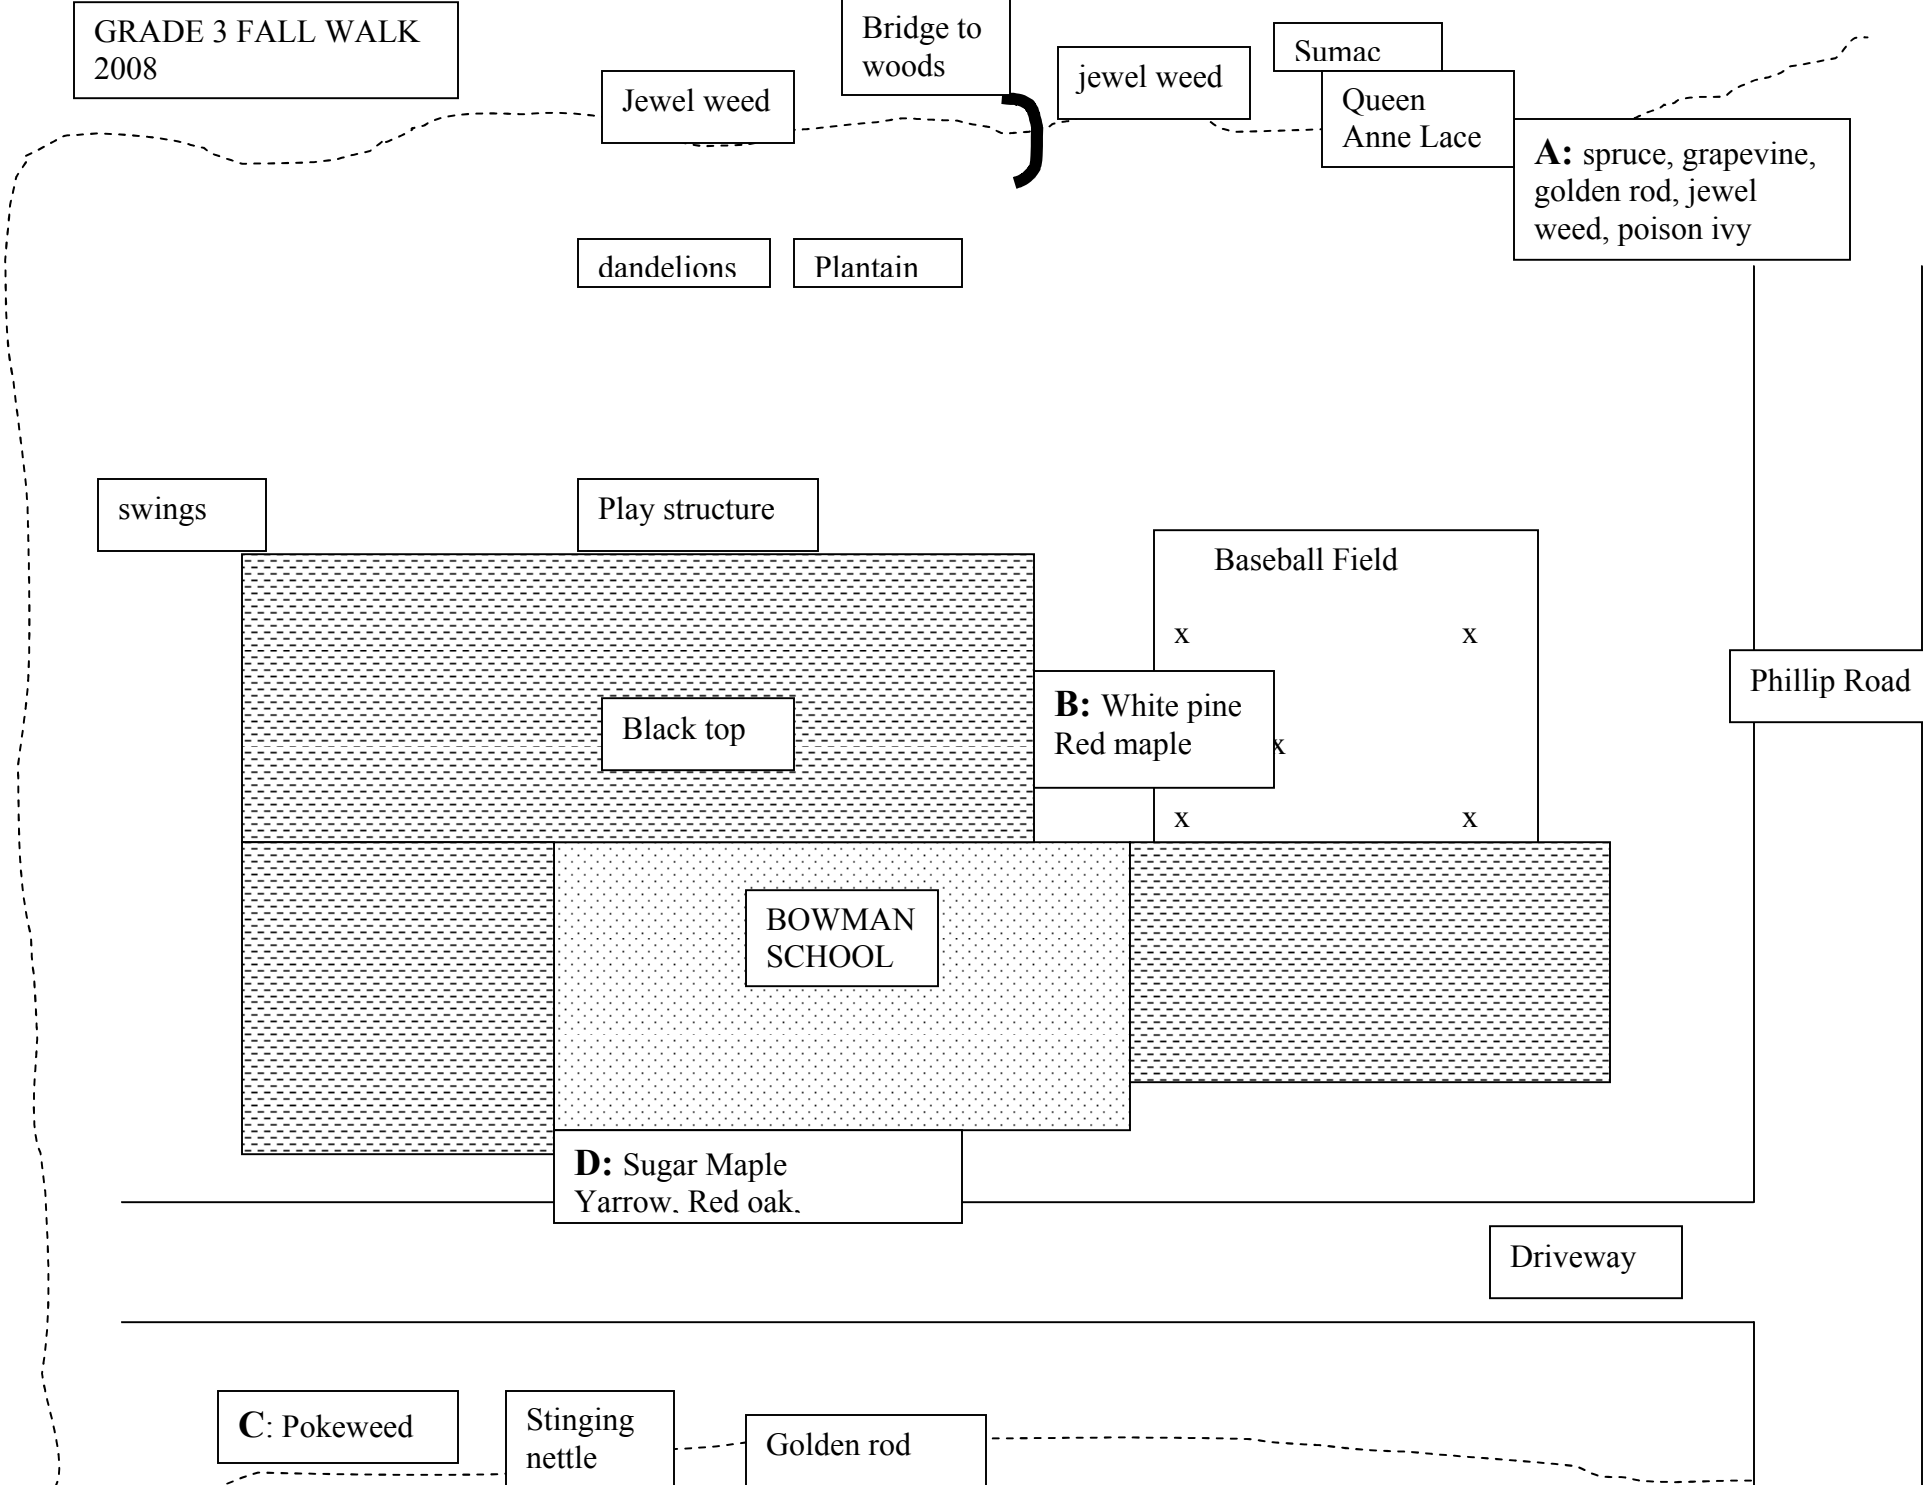 GRADE 3 FALL WALK
2008
Bridge to
woods
Jewel weed
jewel weed
Sumac
Queen
Anne Lace
A: spruce, grapevine,
golden rod, jewel
weed, poison ivy
dandelions
Plantain
swings
Play structure
Baseball Field
x x
Phillip Road
B: White pine
Red maple
x
Black top
x x
BOWMAN
SCHOOL
D: Sugar Maple
Yarrow, Red oak,
Driveway
C: Pokeweed
Stinging
nettle
Golden rod